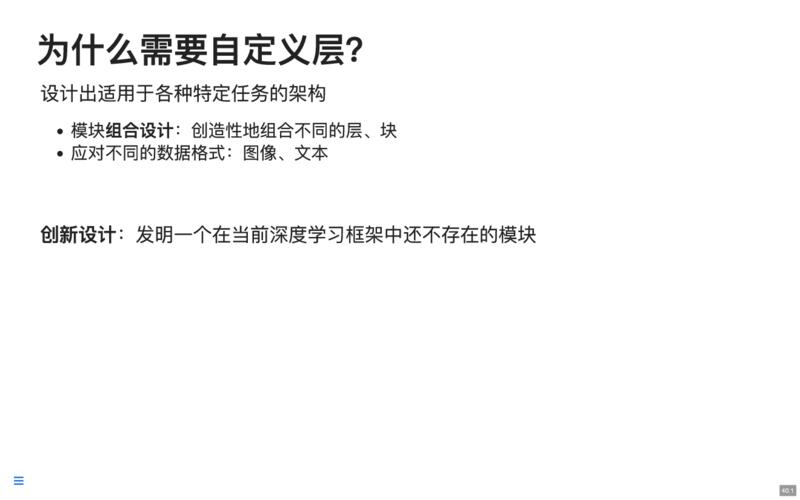 为什么需要自定义层？
设计出适用于各种特定任务的架构
• 模块组合设计：创造性地组合不同的层、块
• 应对不同的数据格式：图像、文本
创新设计：发明一个在当前深度学习框架中还不存在的模块
40.1